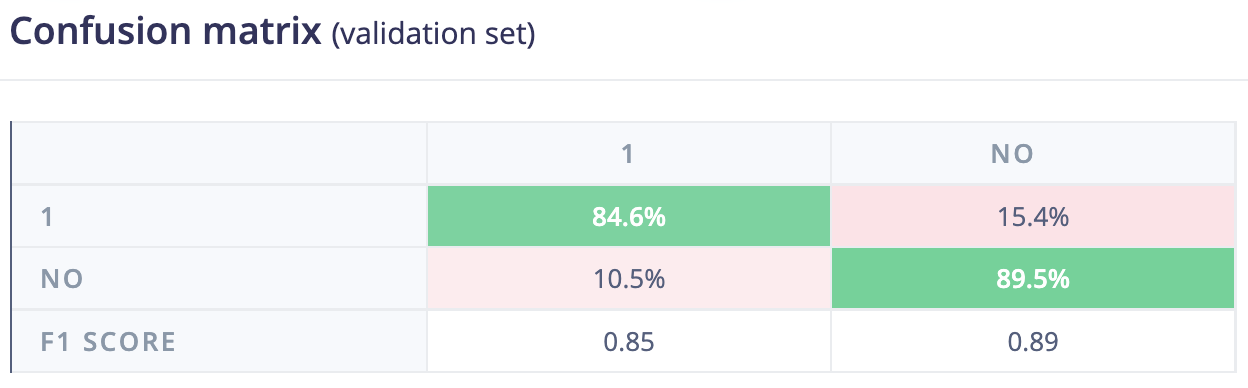 Confusion matrix (validation set)
1 NO
1 84.6% 15.4%
NO 10.5% 89.5%
F1 SCORE 0.85 0.89